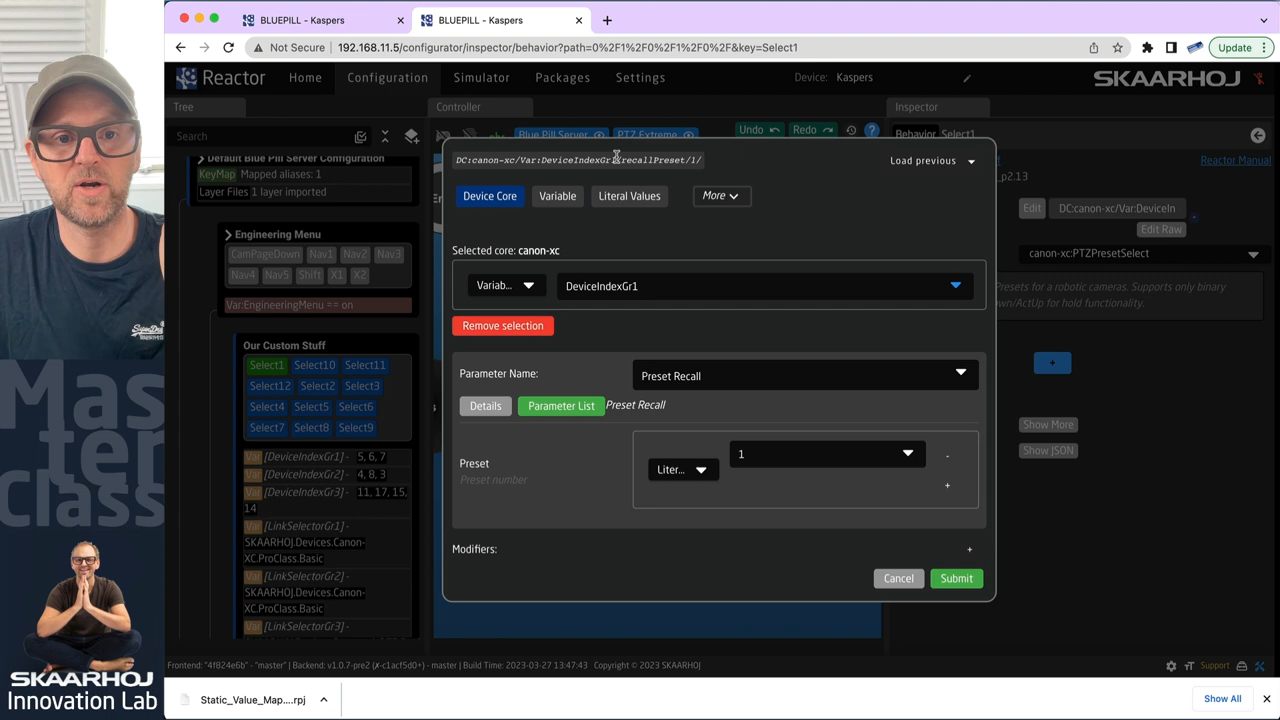 BLUEPILL - Kaspers
BLUEPILL - Kaspers
Not Secure
192.168.11.5/configurator/inspector/behavior?path=0%2F1%2F0%2F1%2F0%2F&key=Select1
Update
Reactor
Home
Configuration
Simulator
Packages
Settings
Device:
Kaspers
SKAARHOJ
Tree
Controller
Inspector
Search
Blue Pill Server
PTZ Extreme
Undo
Redo
Behavior
Select1
Default Blue Pill Server Configuration
KeyMap Mapped aliases: 1
Layer Files 1 layer imported
Engineering Menu
CamPageDown Nav1 Nav2 Nav3
Nav4 Nav5 Shift X1 X2
Var:EngineeringMenu == on
Our Custom Stuff
Select1 Select10 Select11
Select12 Select2 Select3
Select4 Select5 Select6
Select7 Select8 Select9
Var [DeviceIndexGr1]- 5, 6, 7
Var [DeviceIndexGr2]- 4, 8, 3
Var [DeviceIndexGr3]- 11, 17, 15,
14
Var [LinkSelectorGr1]-
SKAARHOJ.Devices.Canon-
XC.ProClass.Basic
Var [LinkSelectorGr2]-
SKAARHOJ.Devices.Canon-
XC.ProClass.Basic
Var [LinkSelectorGr3]-
Load previous
Device Core
Variable
Literal Values
More
Selected core: canon-xc
Variab...
DeviceIndexGr1
Remove selection
Parameter Name:
Preset Recall
Details
Parameter List
Preset Recall
Preset
Preset number
Liter...
1
-
+
Modifiers:
+
Cancel
Submit
Reactor Manual
_p2.13
Edit
DC:canon-xc/Var:DeviceIn
Edit Raw
canon-xc:PTZPresetSelect
Presets for a robotic cameras. Supports only binary
+
Show More
Show JSON
Frontend: "4f824e6b" - "master" | Backend: v1.0.7-pre2 (✗-c1acf5d0+) - master | Build Time: 2023-03-27 13:47:43 Copyright © 2023 SKAARHOJ
Support
Static_Value_Map....rpj
Show All
Superdry
Mas
ter
Class
SKAARHOJ
Innovation Lab